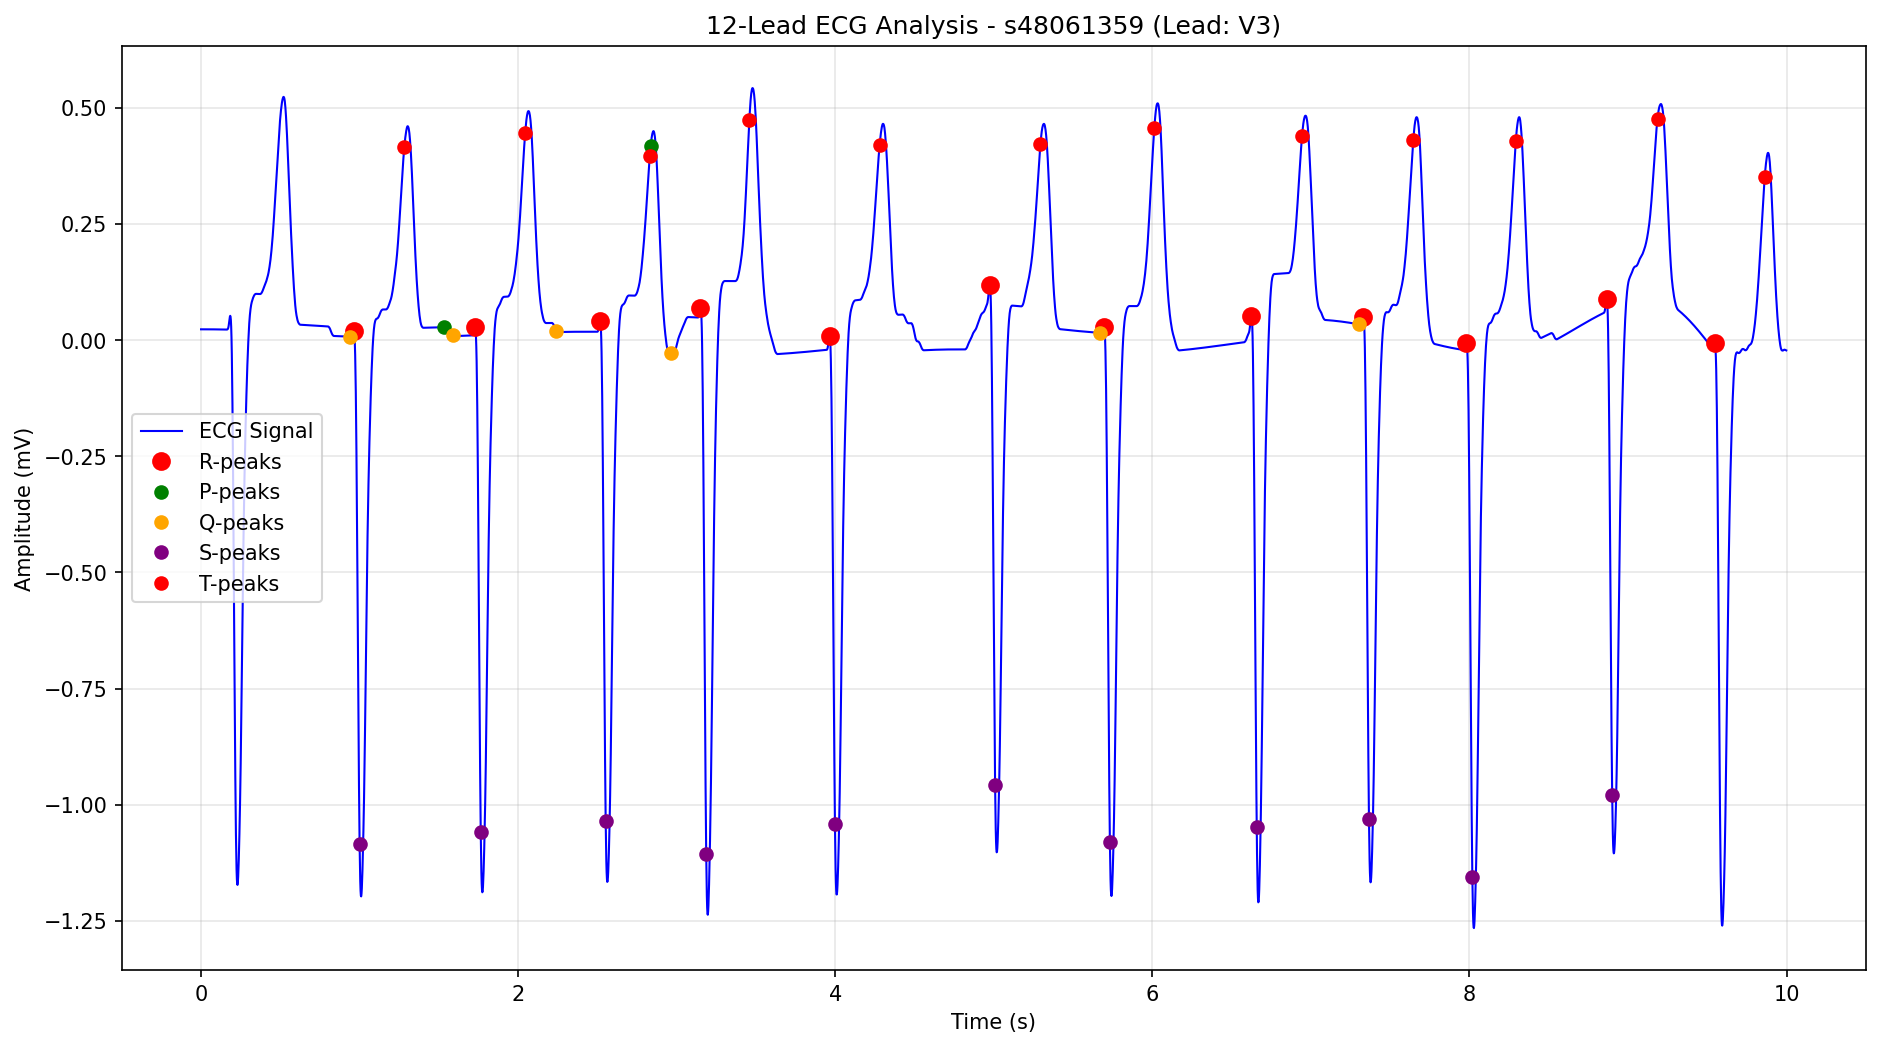 12-Lead ECG Analysis - s48061359 (Lead: V3)
0.50
0.25
0.00
−0.25
−0.50
−0.75
−1.00
−1.25
Amplitude (mV)
ECG Signal
R-peaks
P-peaks
Q-peaks
S-peaks
T-peaks
0 2 4 6 8 10
Time (s)